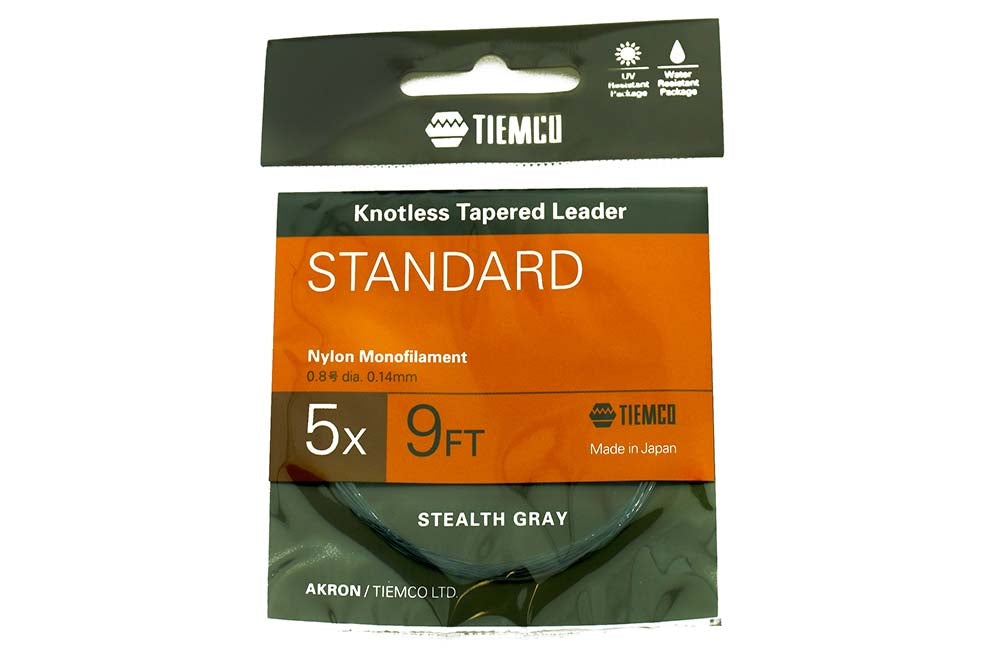 UV
Resistant
Package
Water
Resistant
Package
TIEMCO
Knotless Tapered Leader
STANDARD
Nylon Monofilament
0.8号 dia. 0.14mm
5X 9FT
TIEMCO
Made in Japan
STEALTH GRAY
AKRON / TIEMCO LTD.